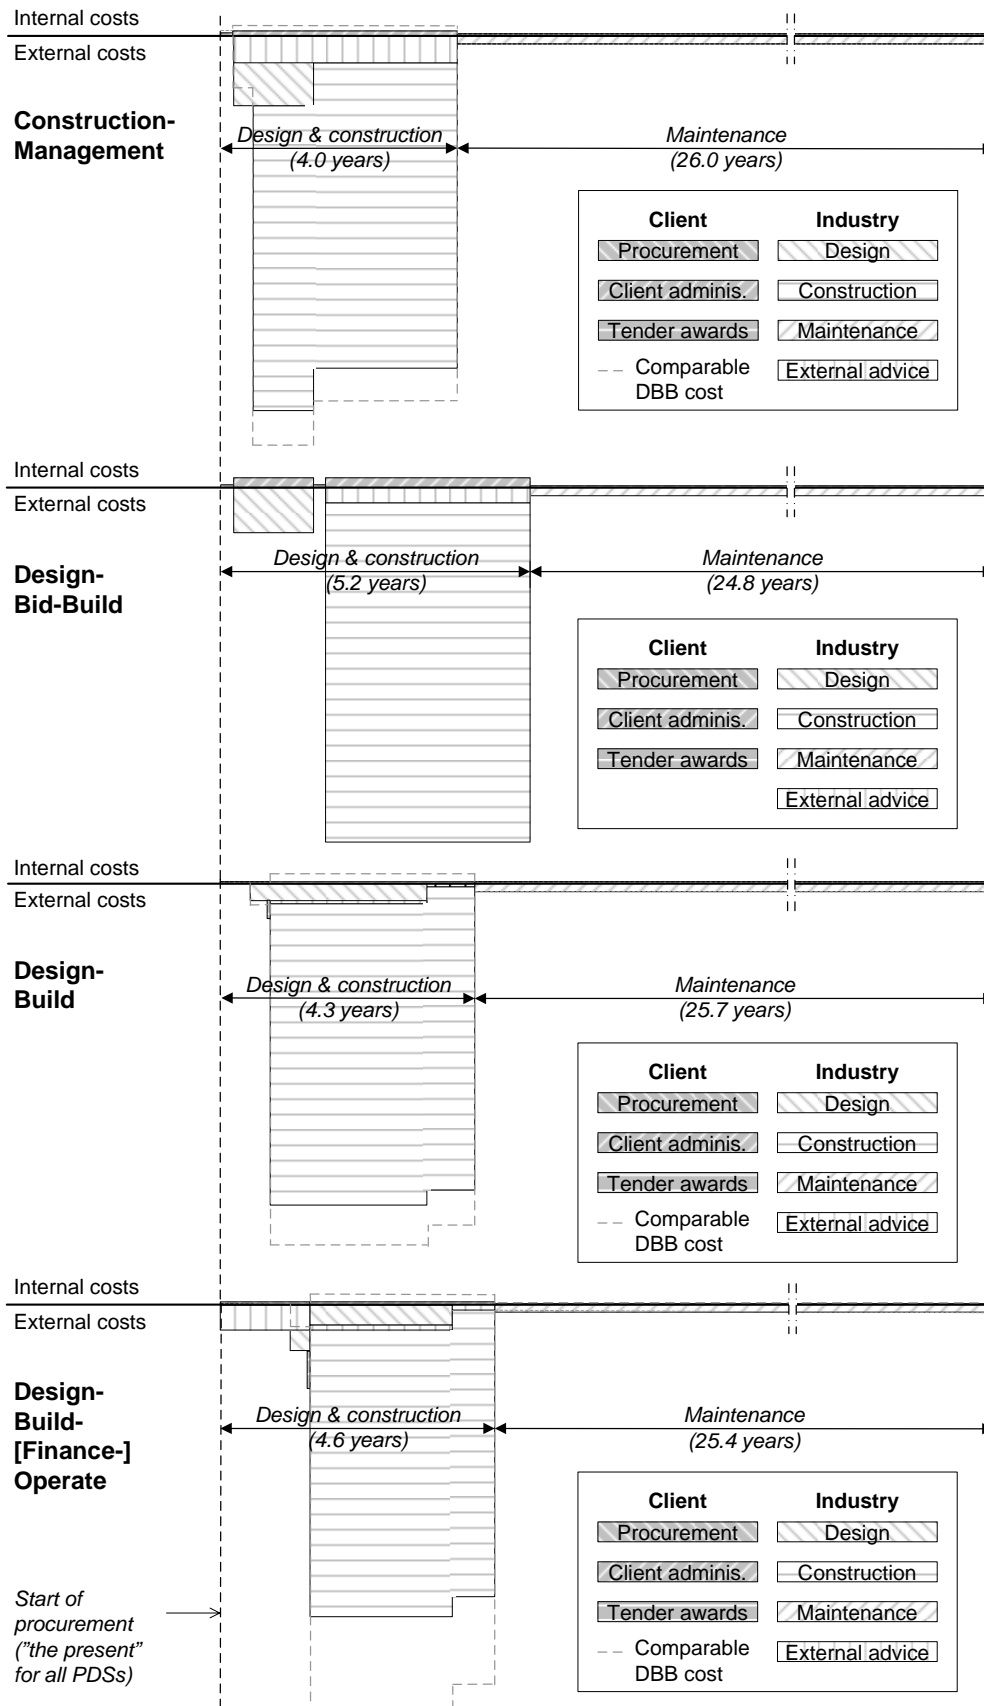 Internal costs
External costs
Construction-
Management
Design & construction
(4.0 years)
Maintenance
(26.0 years)
Client
Industry
Procurement
Design
Client adminis.
Construction
Tender awards
Maintenance
Comparable
DBB cost
External advice
Internal costs
External costs
Design-
Bid-Build
Design & construction
(5.2 years)
Maintenance
(24.8 years)
Client
Industry
Procurement
Design
Client adminis.
Construction
Tender awards
Maintenance
External advice
Internal costs
External costs
Design-
Build
Design & construction
(4.3 years)
Maintenance
(25.7 years)
Client
Industry
Procurement
Design
Client adminis.
Construction
Tender awards
Maintenance
Comparable
DBB cost
External advice
Internal costs
External costs
Design-
Build-
[Finance-]
Operate
Design & construction
(4.6 years)
Maintenance
(25.4 years)
Client
Industry
Procurement
Design
Client adminis.
Construction
Tender awards
Maintenance
Comparable
DBB cost
External advice
Start of
procurement
(”the present”
for all PDSs)